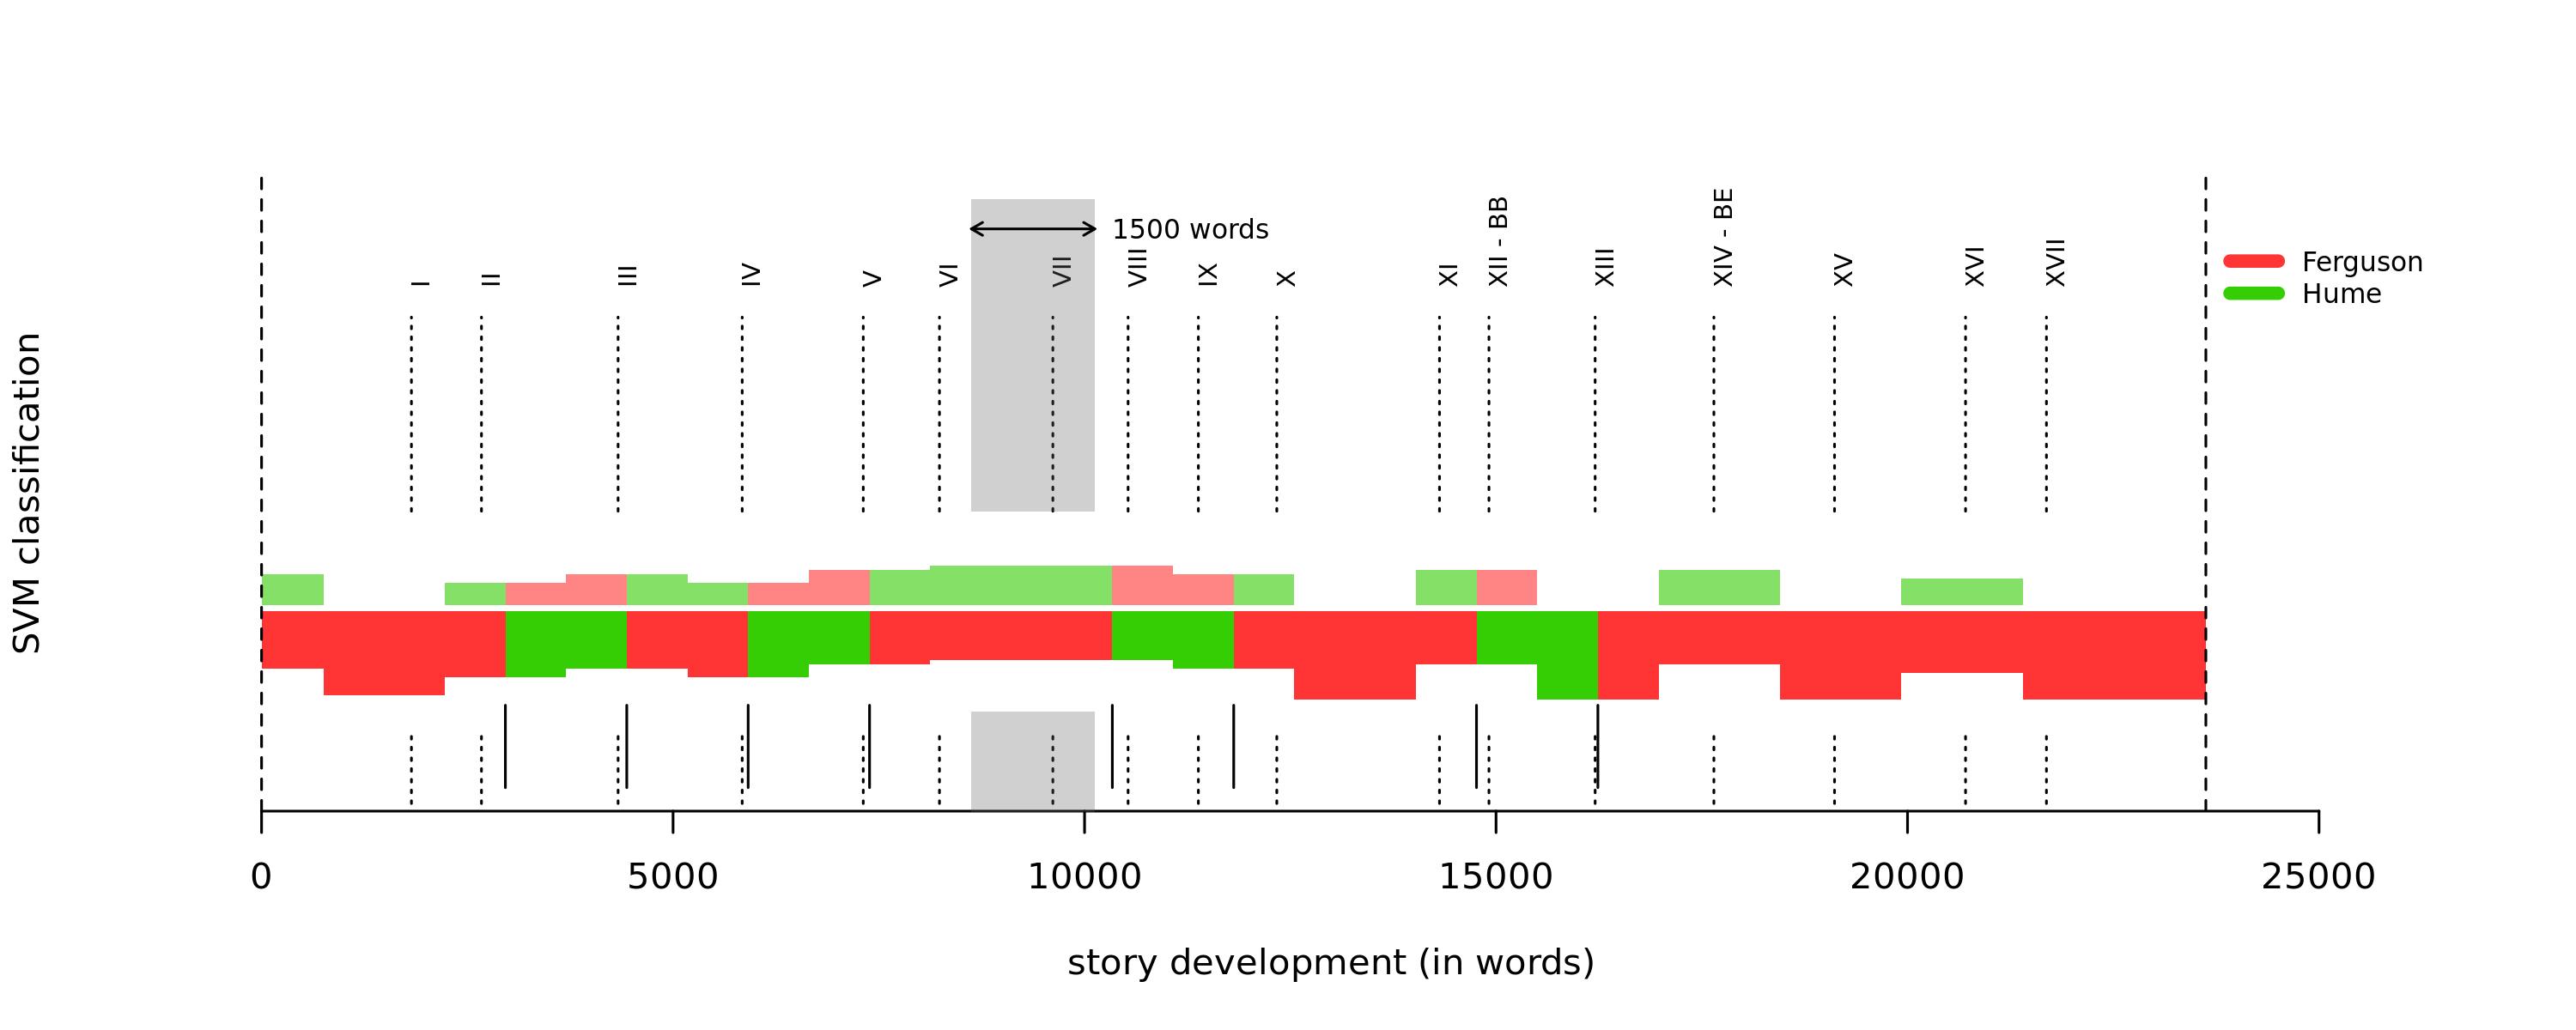 1500 words
I
II
III
IV
V
VI
VII
VIII
IX
X
XI
XII - BB
XIII
XIV - BE
XV
XVI
XVII
Ferguson
Hume
SVM classification
0
5000
10000
15000
20000
25000
story development (in words)